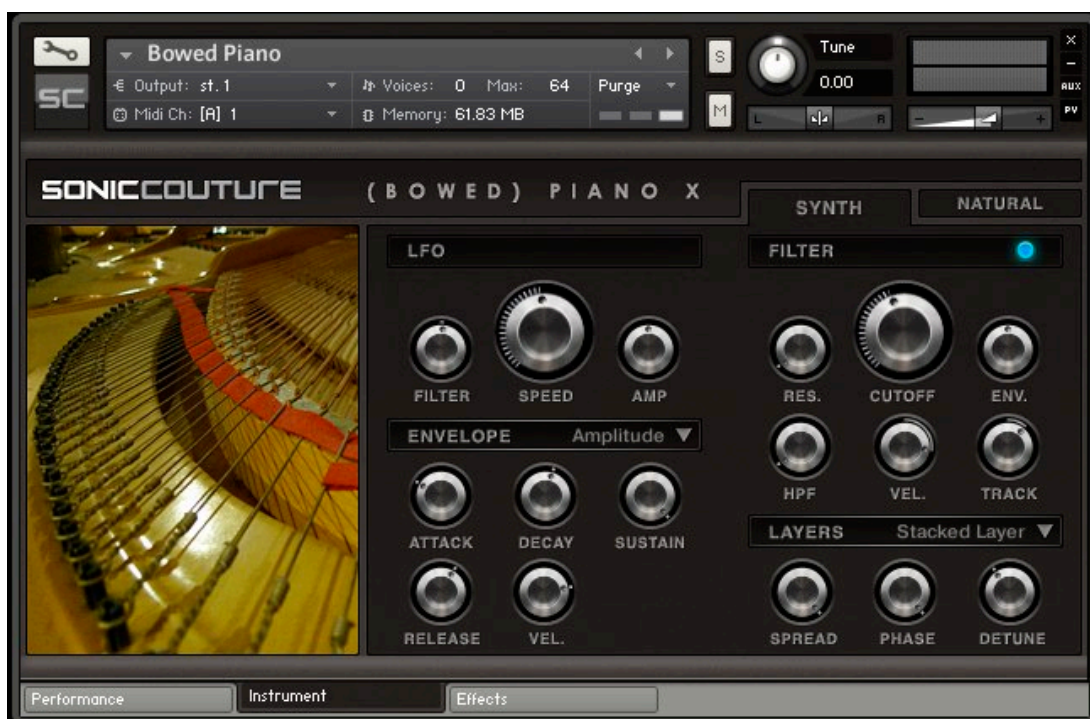 Bowed Piano
Output: st. 1
Voices: 0 Max: 64 Purge
Midi Ch: [A] 1
Memory: 61.83 MB
S
M
Tune
0.00
L R
- +
X
-
AUX
PV
SC
SONICCOUTURE (BOWED) PIANO X
SYNTH NATURAL
LFO
FILTER SPEED AMP
ENVELOPE Amplitude
ATTACK DECAY SUSTAIN
RELEASE VEL.
FILTER
RES. CUTOFF ENV.
HPF VEL. TRACK
LAYERS Stacked Layer
SPREAD PHASE DETUNE
Performance Instrument Effects